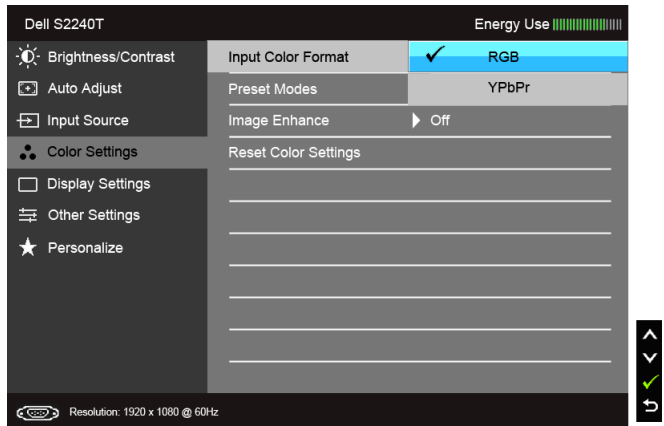 Dell S2240T Energy Use
Brightness/Contrast Input Color Format RGB
Auto Adjust Preset Modes YPbPr
Input Source Image Enhance Off
Color Settings Reset Color Settings
Display Settings
Other Settings
Personalize
Resolution: 1920 x 1080 @ 60Hz